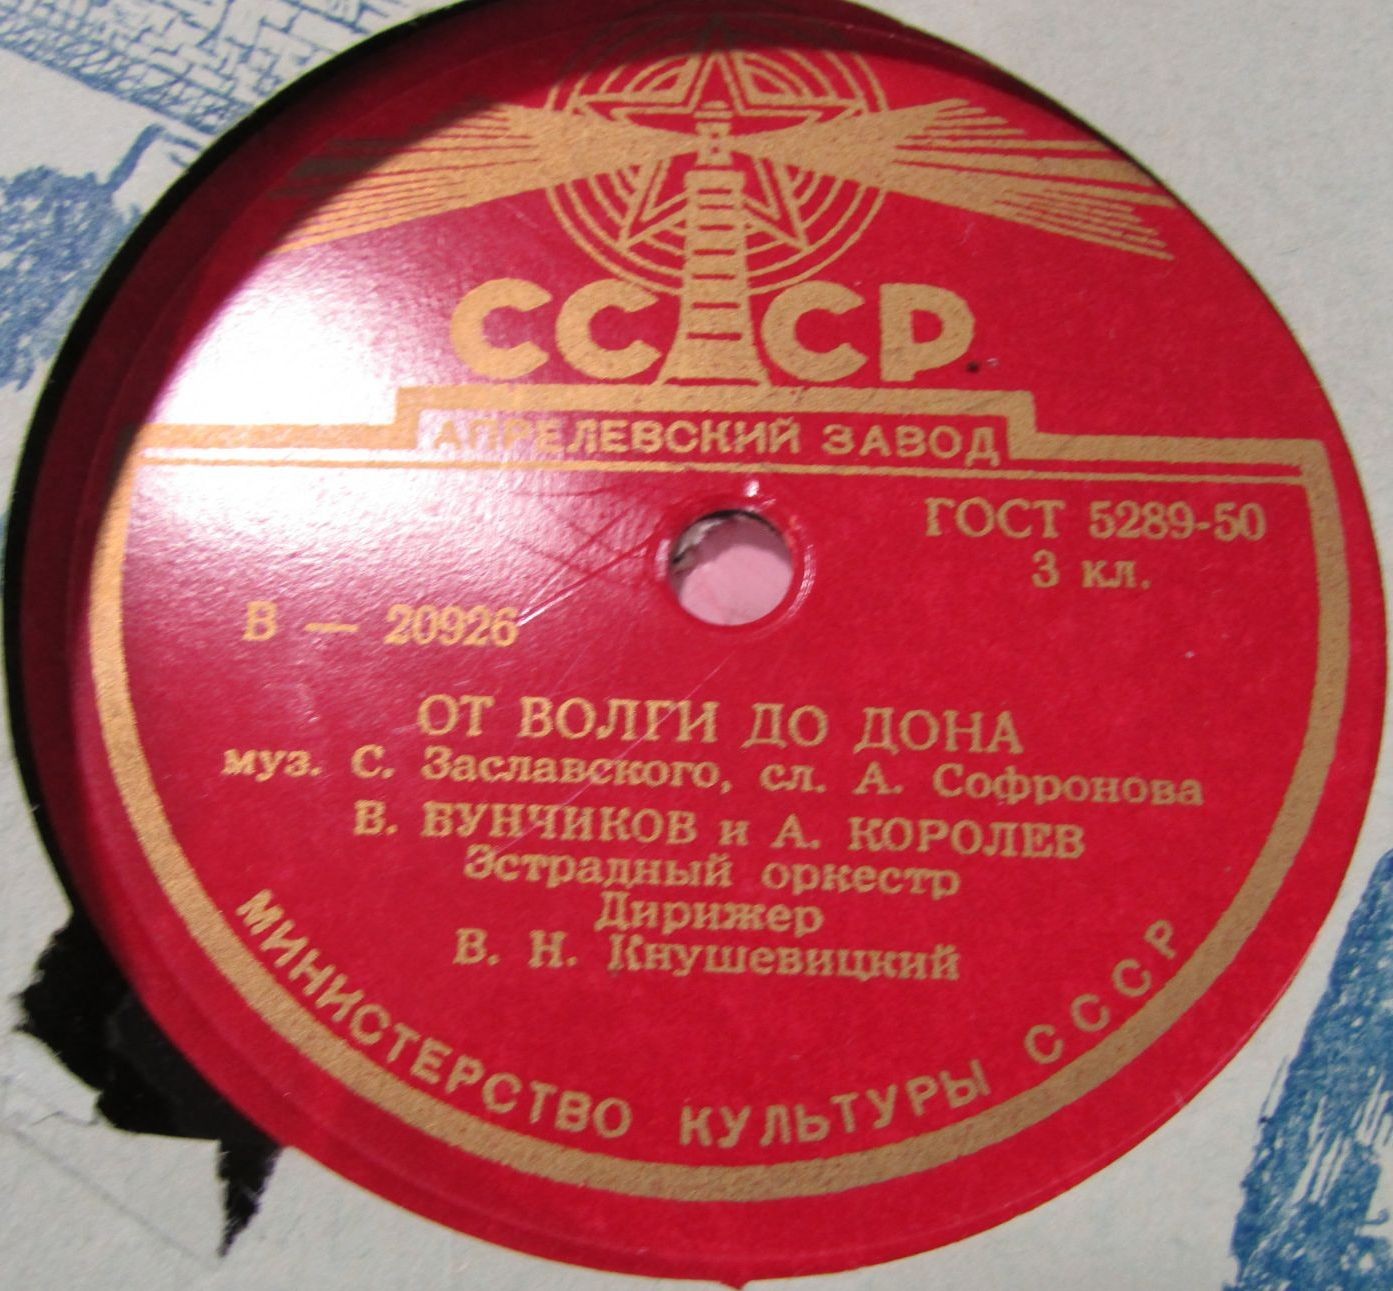 СССР
АПРЕЛЕВСКИЙ ЗАВОД
ГОСТ 5289-50
3 кл.
В — 20926
ОТ ВОЛГИ ДО ДОНА
муз. С. Заславского, сл. А. Софронова
В. БУНЧИКОВ и А. КОРОЛЕВ
Эстрадный оркестр
Дирижер
В. Н. Кнушевицкий
МИНИСТЕРСТВО КУЛЬТУРЫ СССР